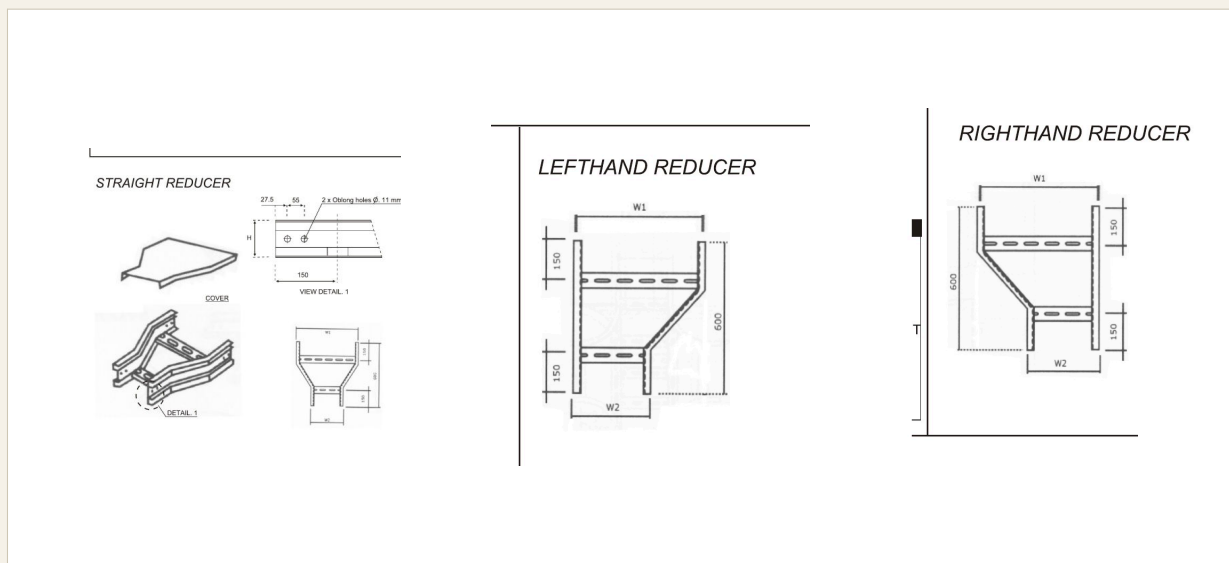 STRAIGHT REDUCER
27.5
55
2 x Oblong holes Ø. 11 mm
H
150
VIEW DETAIL. 1
COVER
DETAIL. 1
W1
LEFTHAND REDUCER
W1
150
600
150
W2
RIGHTHAND REDUCER
W1
150
600
150
W2
T